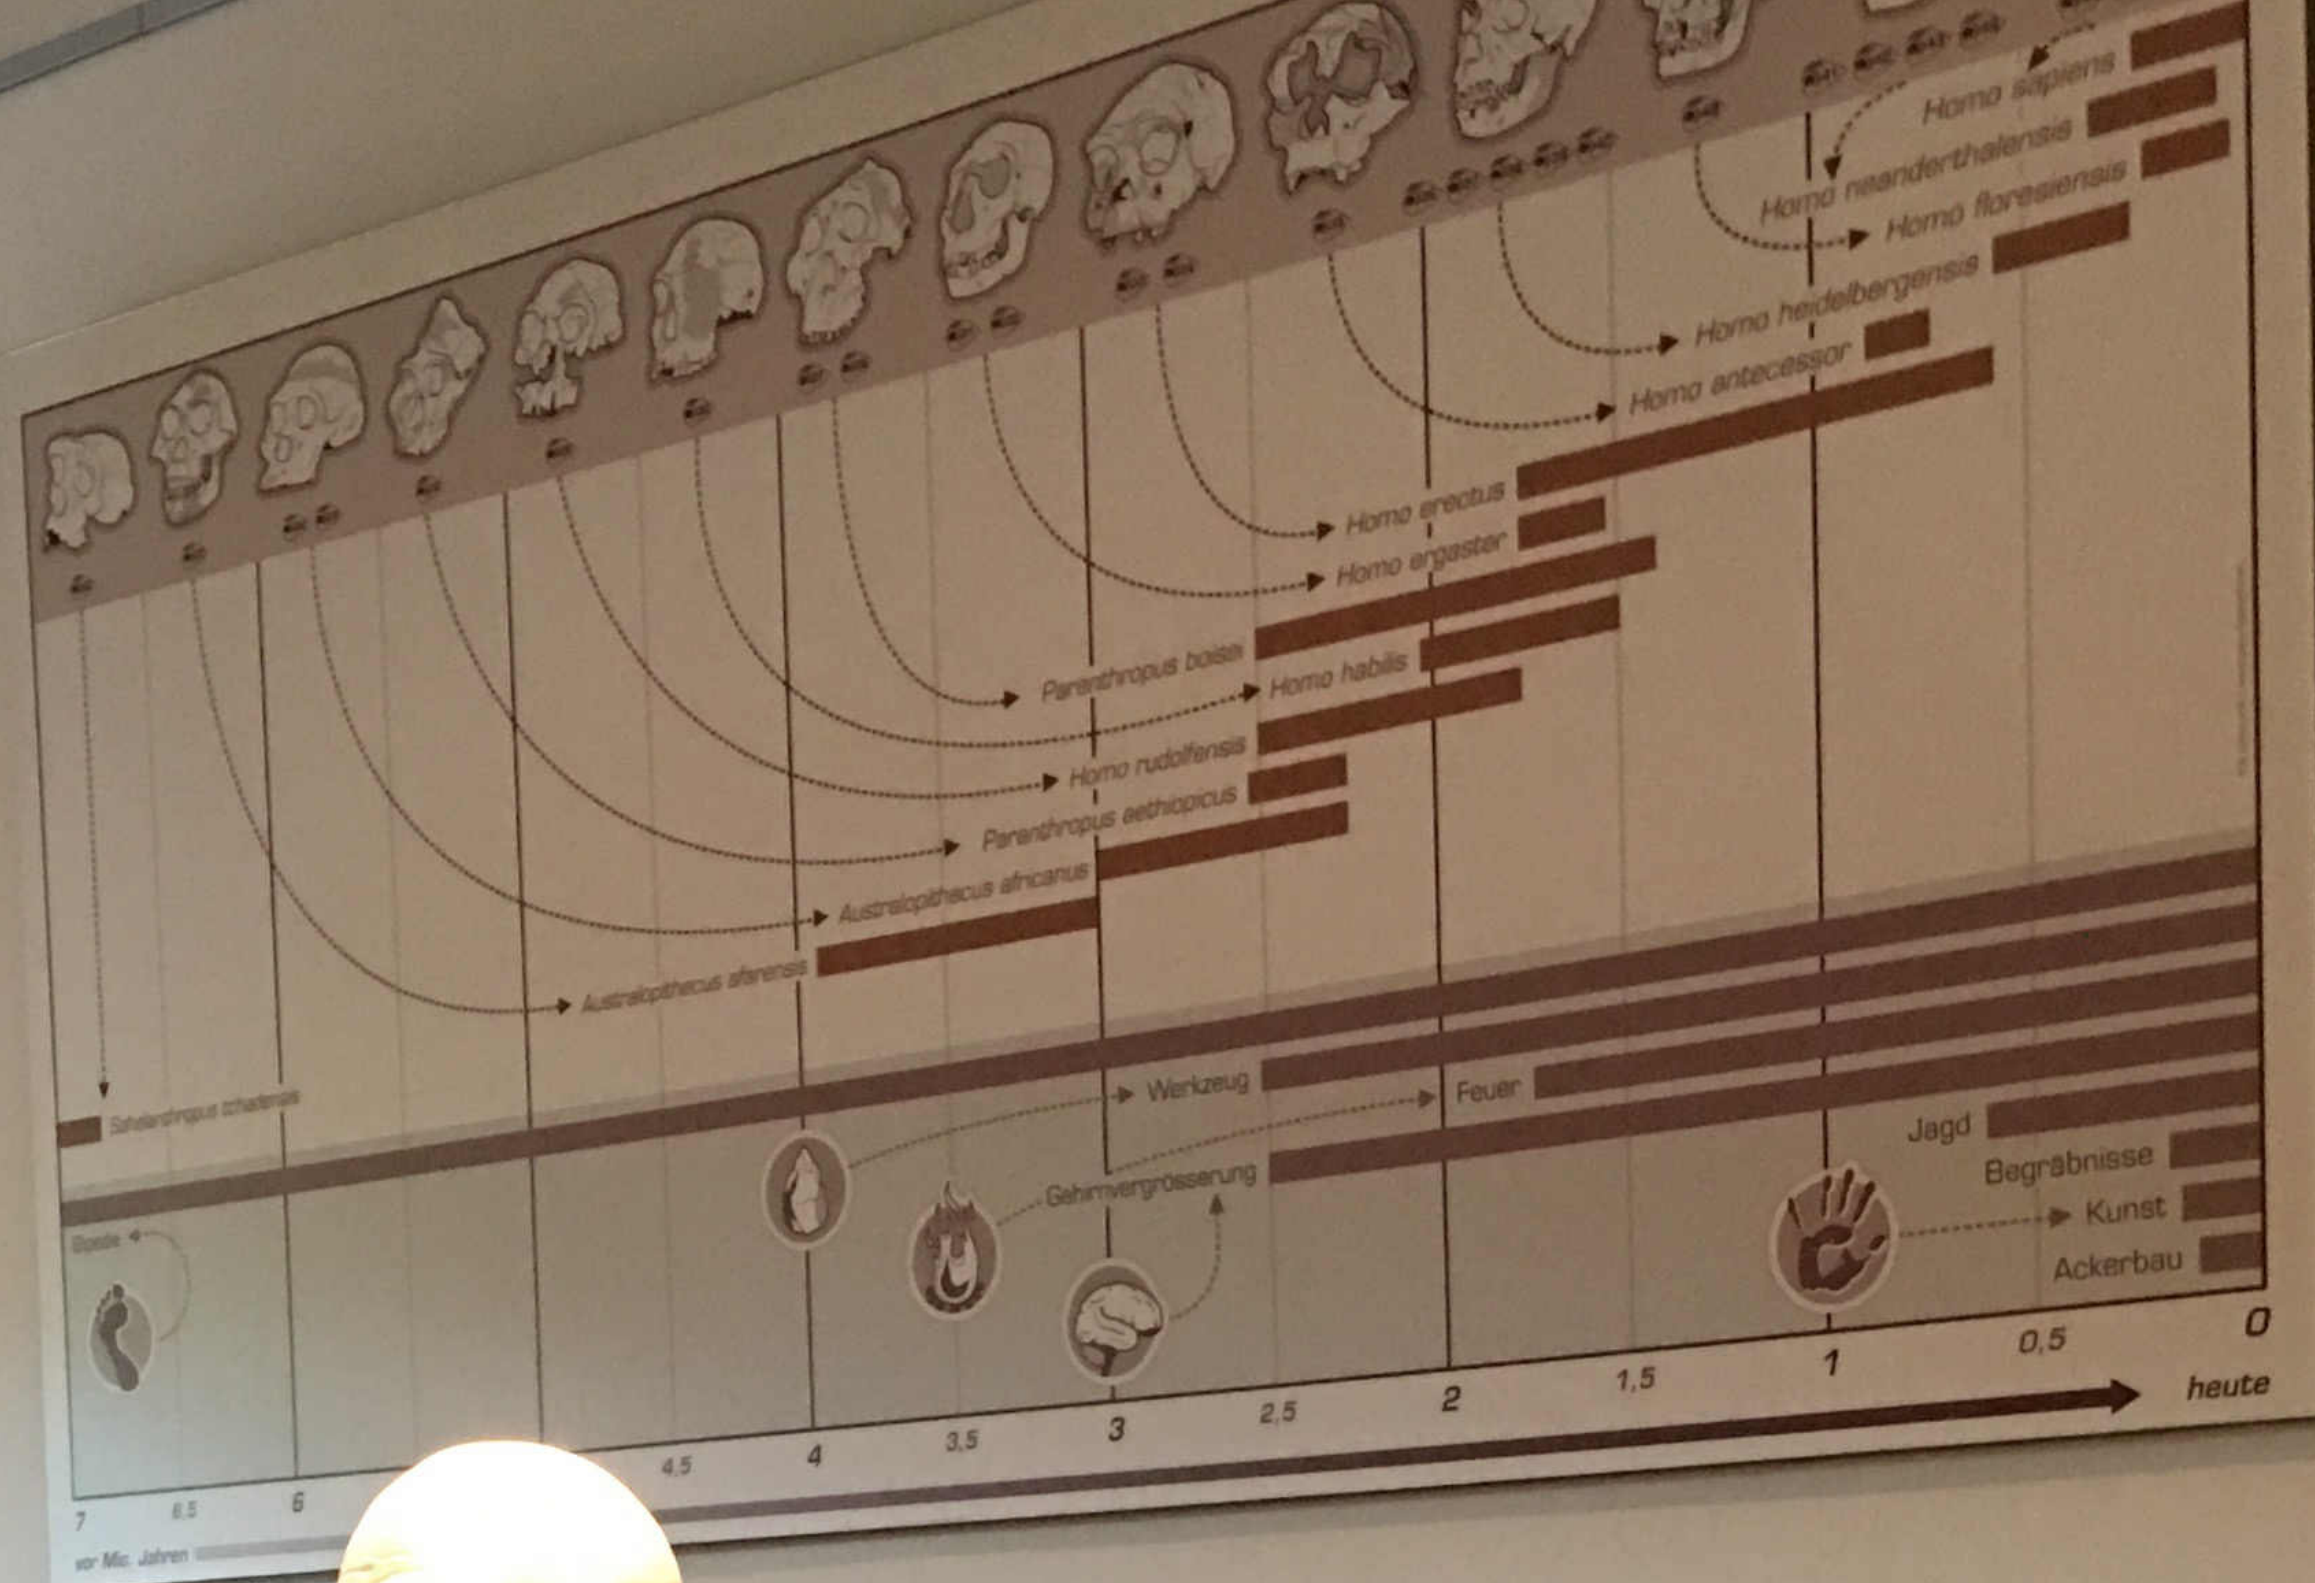 Homo sapiens
Homo neanderthalensis
Homo floresiensis
Homo heidelbergensis
Homo antecessor
Homo erectus
Homo ergaster
Paranthropus boisei
Homo habilis
Homo rudolfensis
Paranthropus aethiopicus
Australopithecus africanus
Australopithecus afarensis
Sahelanthropus tchadensis
Werkzeug
Feuer
Gehirnvergrösserung
Jagd
Begräbnisse
Kunst
Ackerbau
7 6,5 6 4,5 4 3,5 3 2,5 2 1,5 1 0,5 0
vor Mio. Jahren heute